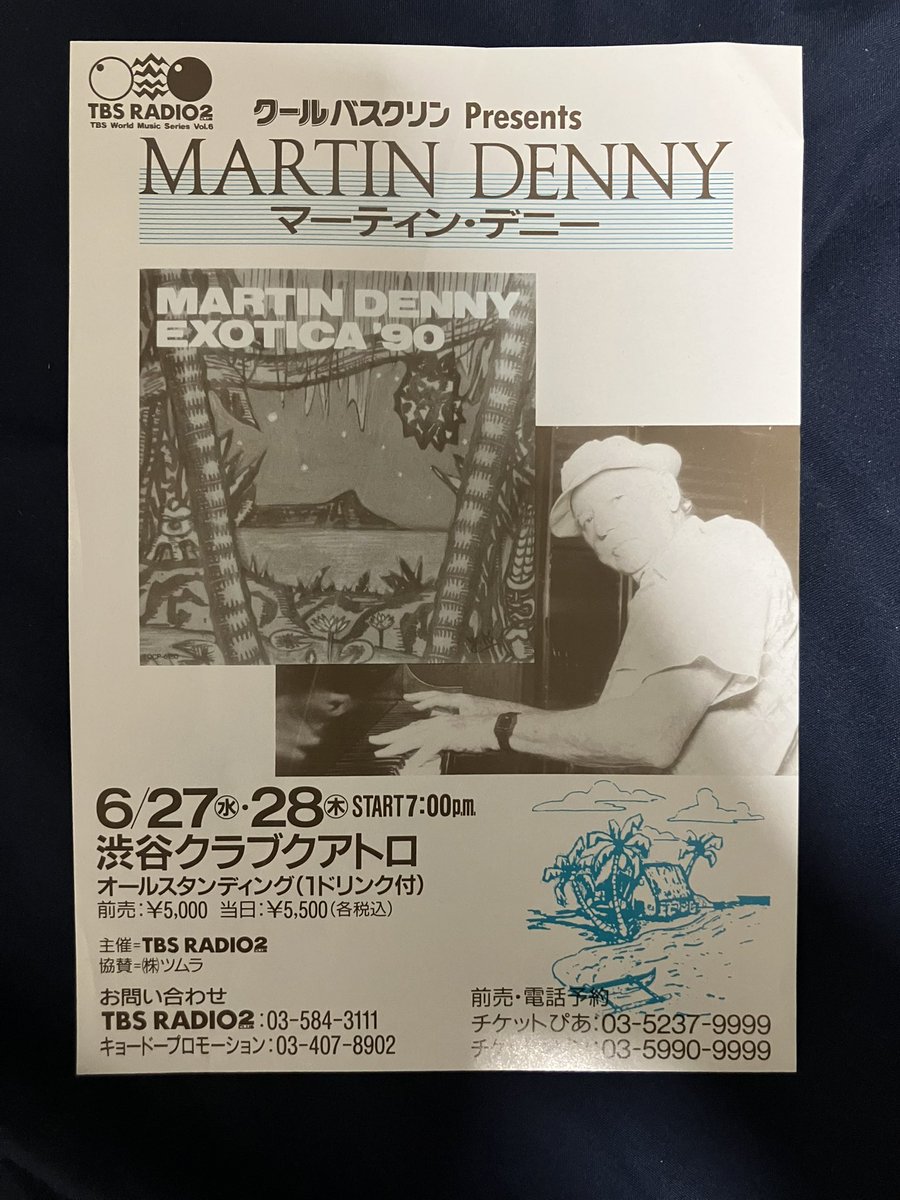 TBS RADIO2
TBS World Music Series Vol.6
クールバスクリン Presents
MARTIN DENNY
マーティン・デニー
MARTIN DENNY
EXOTICA '90
6/27㊌・28㊍ START7:00p.m.
渋谷クラブクアトロ
オールスタンディング(1ドリンク付)
前売:¥5,000 当日:¥5,500(各税込)
主催=TBS RADIO2
協賛=㈱ツムラ
お問い合わせ
TBS RADIO2:03-584-3111
キョードープロモーション:03-407-8902
前売・電話予約
チケットぴあ:03-5237-9999
:03-5990-9999